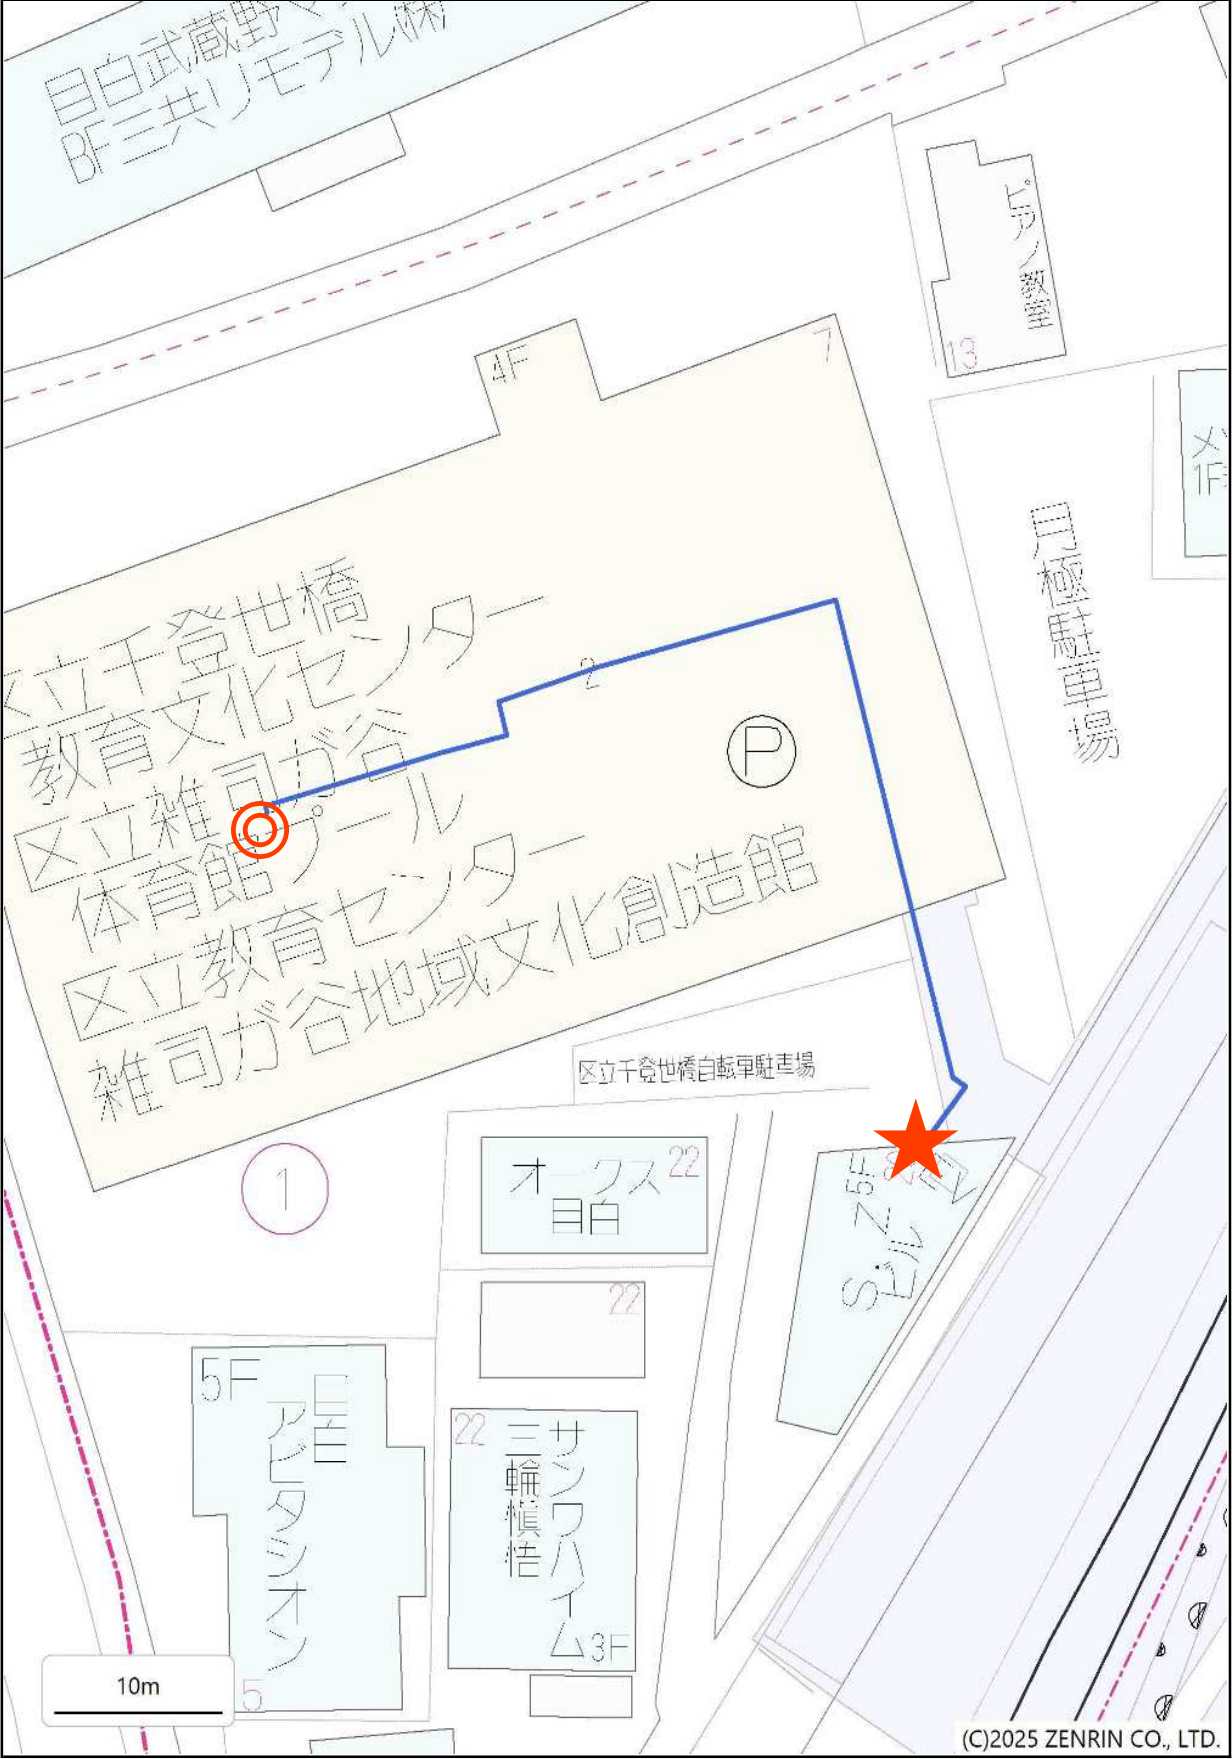 目白武蔵野マ
BF三共リモデル㈱
ピアノ教室
13
4F
7
メ
1F
月極駐車場
区立千登世橋
教育文化センター
2
区立雑司ガ谷
体育館プール
P
区立教育センター
雑司ガ谷地域文化創造館
区立千登世橋自転車駐車場
1
オークス
目白
22
S.Z 5F
ビル
22
5F
目白
アビタシオン
5
22
サンワハイム
三輪慎悟
3F
10m
(C)2025 ZENRIN CO., LTD.